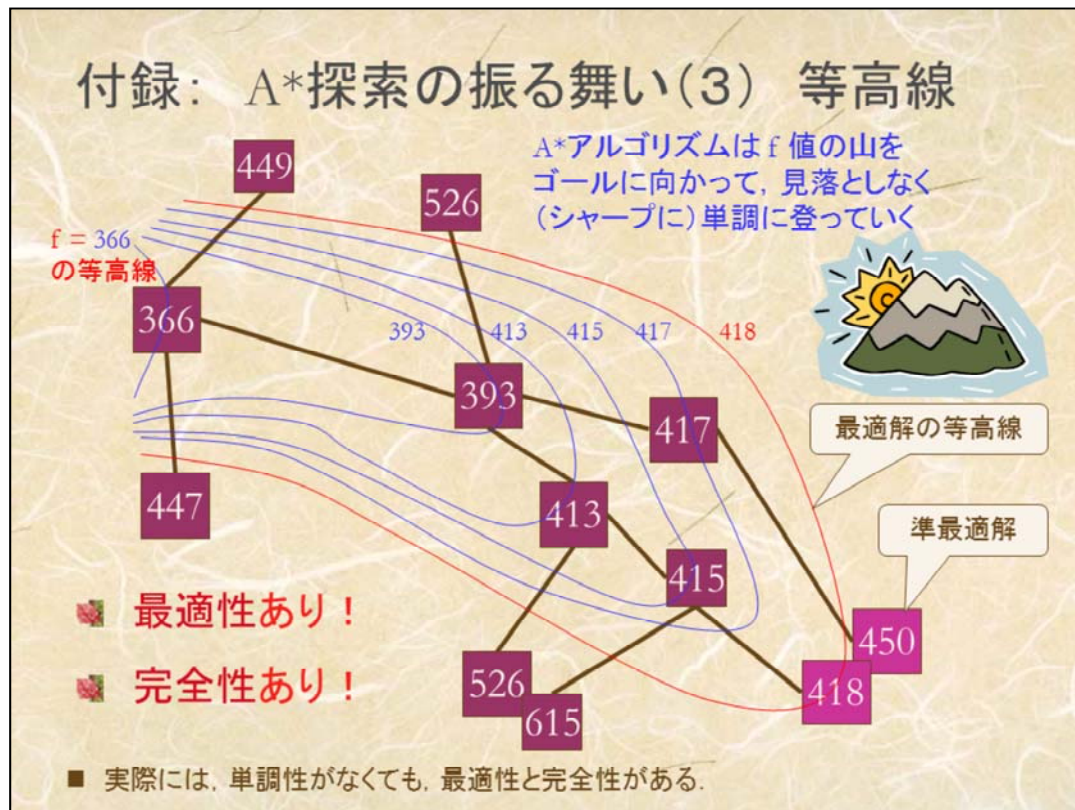 付録： A*探索の振る舞い（３） 等高線
A*アルゴリズムは f 値の山を
ゴールに向かって，見落としなく
（シャープに）単調に登っていく
449
526
f = 366
の等高線
366
393
413
415
417
418
393
417
最適解の等高線
447
413
準最適解
415
最適性あり！
450
完全性あり！
526
418
615
■ 実際には，単調性がなくても，最適性と完全性がある．